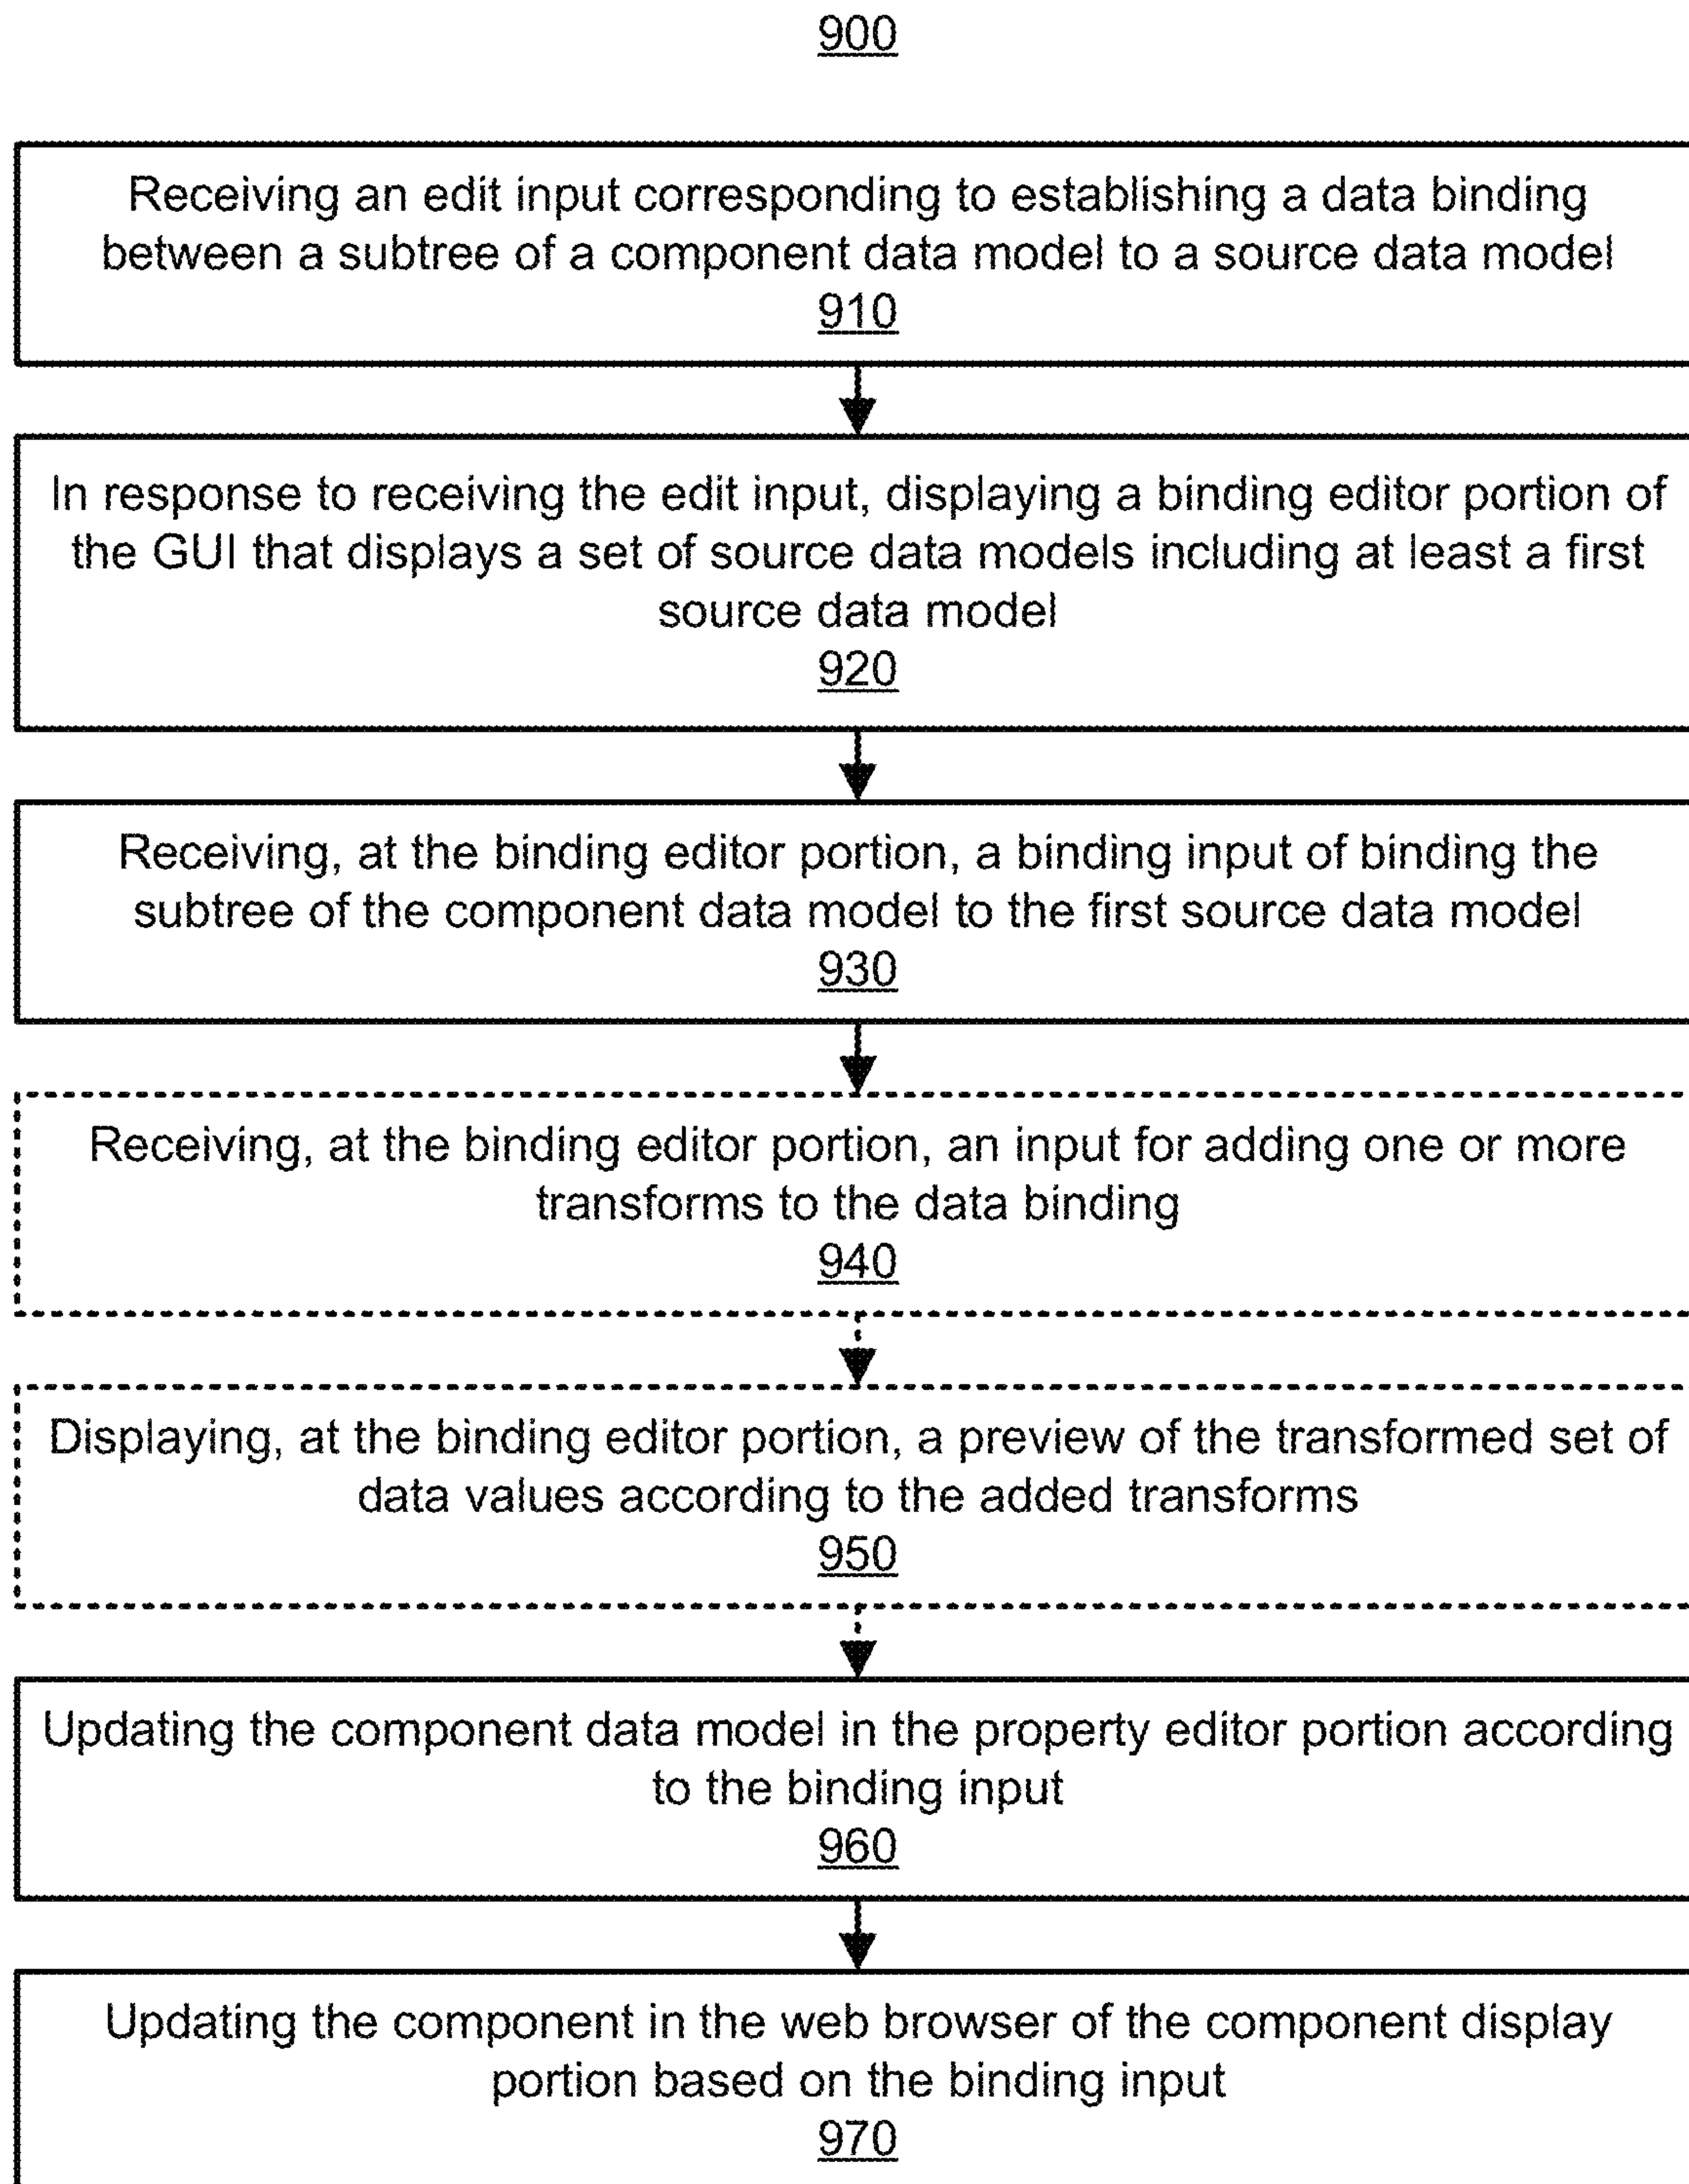 900
Receiving an edit input corresponding to establishing a data binding
between a subtree of a component data model to a source data model
910
In response to receiving the edit input, displaying a binding editor portion of
the GUI that displays a set of source data models including at least a first
source data model
920
Receiving, at the binding editor portion, a binding input of binding the
subtree of the component data model to the first source data model
930
Receiving, at the binding editor portion, an input for adding one or more
transforms to the data binding
940
Displaying, at the binding editor portion, a preview of the transformed set of
data values according to the added transforms
950
Updating the component data model in the property editor portion according
to the binding input
960
Updating the component in the web browser of the component display
portion based on the binding input
970